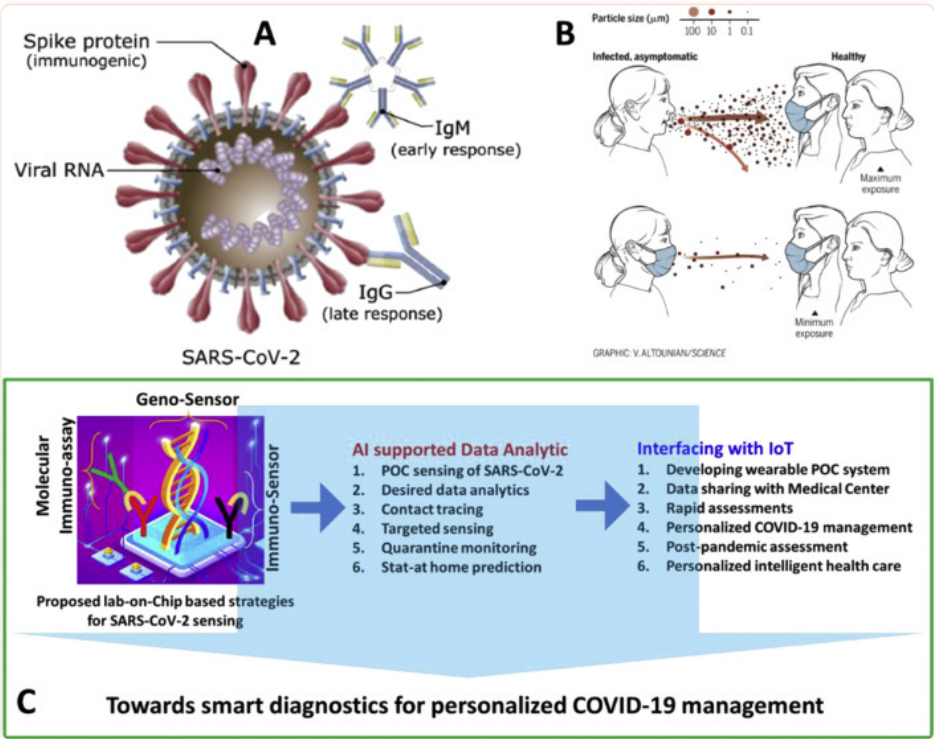 A
Spike protein
(immunogenic)
Viral RNA
IgM
(early response)
IgG
(late response)
SARS-CoV-2
B
Particle size (μm)
100 10 1 0.1
Infected, asymptomatic
Healthy
Maximum
exposure
Minimum
exposure
GRAPHIC: V. ALTOUNIAN/SCIENCE
Geno-Sensor
Molecular
Immuno-assay
Immuno-Sensor
Proposed lab-on-Chip based strategies
for SARS-CoV-2 sensing
AI supported Data Analytic
1. POC sensing of SARS-CoV-2
2. Desired data analytics
3. Contact tracing
4. Targeted sensing
5. Quarantine monitoring
6. Stat-at home prediction
Interfacing with IoT
1. Developing wearable POC system
2. Data sharing with Medical Center
3. Rapid assessments
4. Personalized COVID-19 management
5. Post-pandemic assessment
6. Personalized intelligent health care
C
Towards smart diagnostics for personalized COVID-19 management